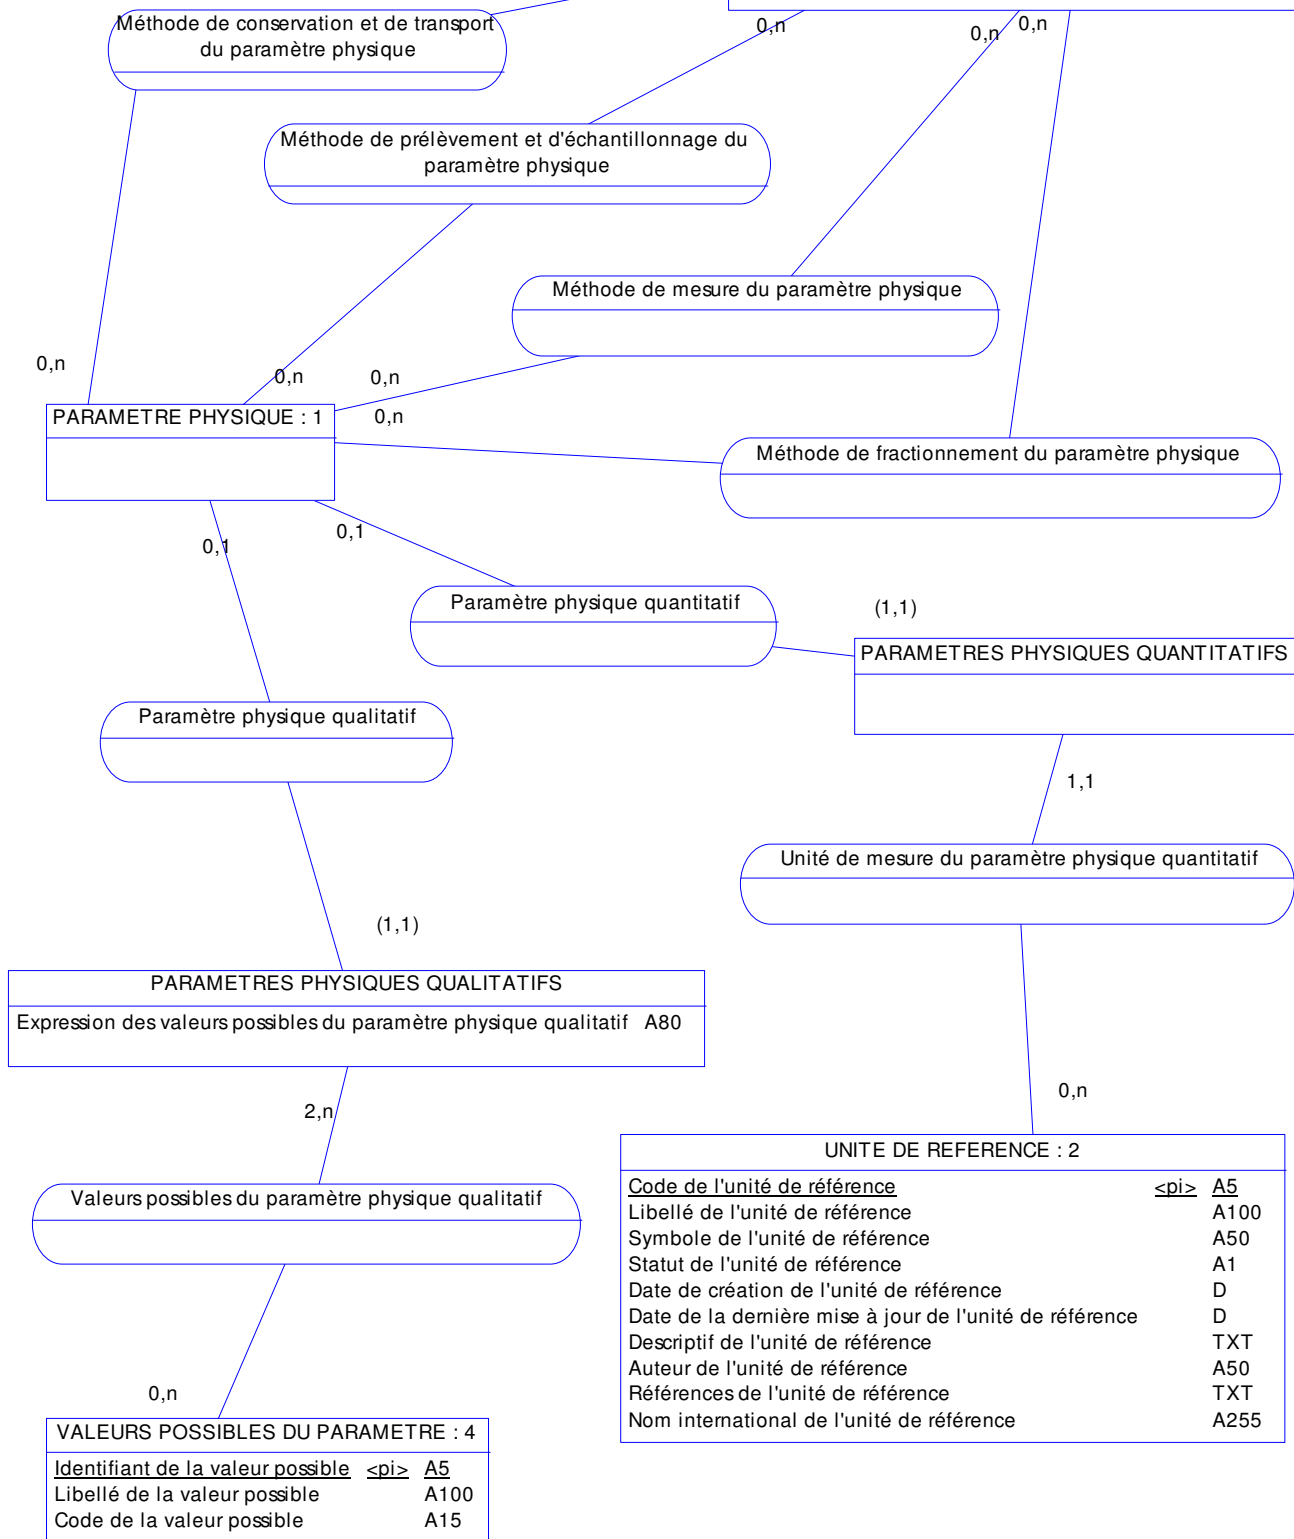 Méthode de conservation et de transport
du paramètre physique
0,n
0,n
0,n
Méthode de prélèvement et d'échantillonnage du
paramètre physique
Méthode de mesure du paramètre physique
0,n
0,n
0,n
PARAMETRE PHYSIQUE : 1
0,n
Méthode de fractionnement du paramètre physique
0,1
0,1
Paramètre physique quantitatif
(1,1)
PARAMETRES PHYSIQUES QUANTITATIFS
Paramètre physique qualitatif
1,1
Unité de mesure du paramètre physique quantitatif
(1,1)
PARAMETRES PHYSIQUES QUALITATIFS
Expression des valeurs possibles du paramètre physique qualitatif A80
2,n
0,n
Valeurs possibles du paramètre physique qualitatif
UNITE DE REFERENCE : 2
Code de l'unité de référence <pi> A5
Libellé de l'unité de référence A100
Symbole de l'unité de référence A50
Statut de l'unité de référence A1
Date de création de l'unité de référence D
Date de la dernière mise à jour de l'unité de référence D
Descriptif de l'unité de référence TXT
Auteur de l'unité de référence A50
Références de l'unité de référence TXT
Nom international de l'unité de référence A255
0,n
VALEURS POSSIBLES DU PARAMETRE : 4
Identifiant de la valeur possible <pi> A5
Libellé de la valeur possible A100
Code de la valeur possible A15